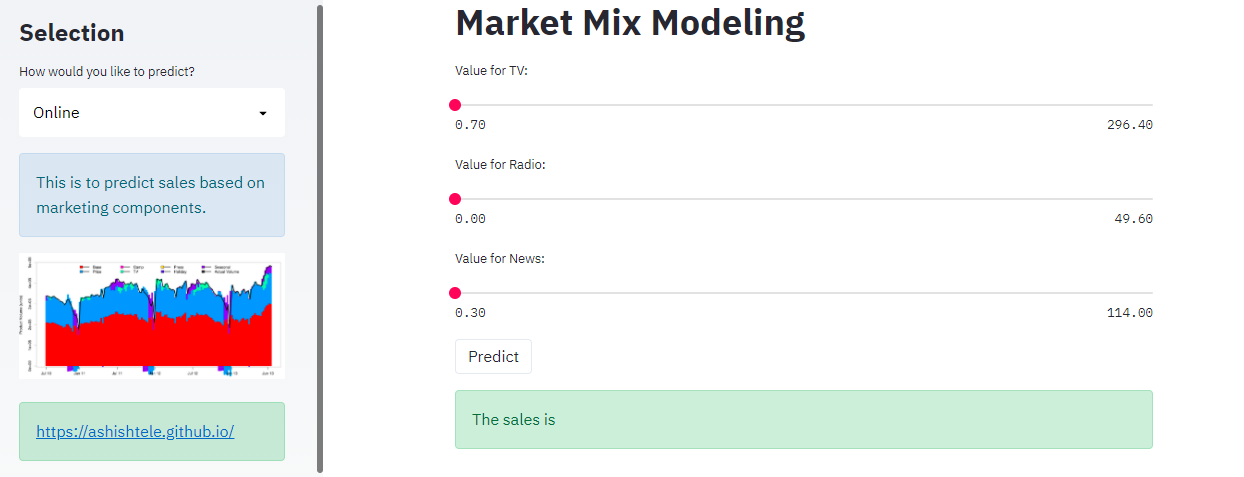 Selection
How would you like to predict?
Online
This is to predict sales based on
marketing components.
https://ashishtele.github.io/
Market Mix Modeling
Value for TV:
0.70 296.40
Value for Radio:
0.00 49.60
Value for News:
0.30 114.00
Predict
The sales is